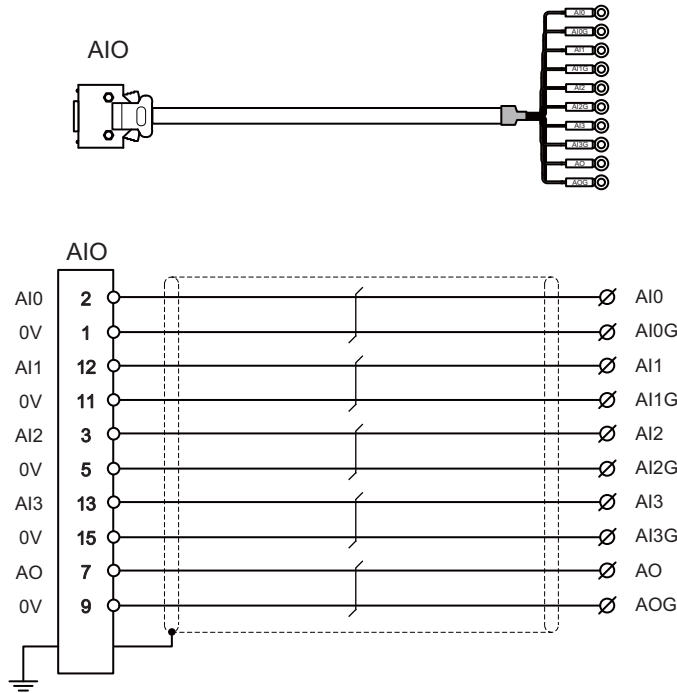 AIO
AI0
AI0G
AI1
AI1G
AI2
AI2G
AI3
AI3G
AO
AOG
AIO
AI0 2 AI0
0V 1 AI0G
AI1 12 AI1
0V 11 AI1G
AI2 3 AI2
0V 5 AI2G
AI3 13 AI3
0V 15 AI3G
AO 7 AO
0V 9 AOG